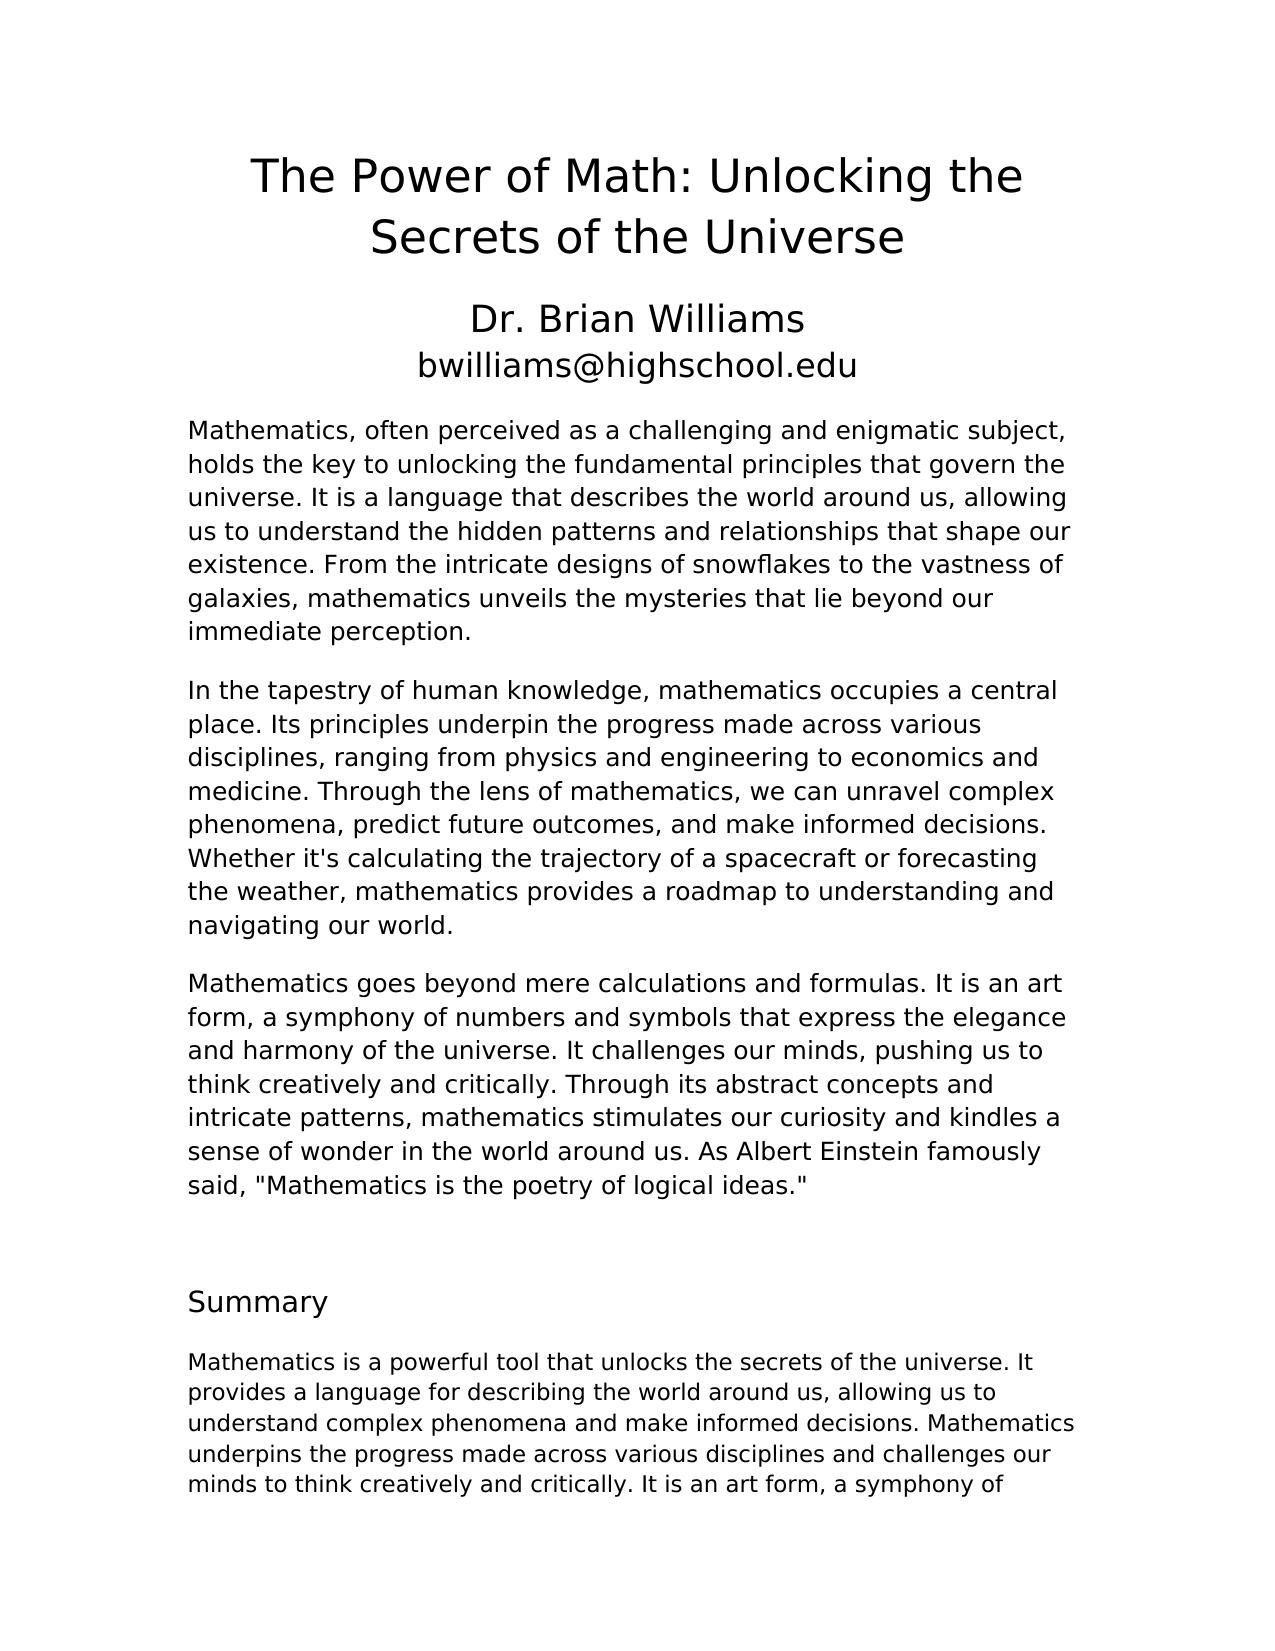 The Power of Math: Unlocking the
Secrets of the Universe
Dr. Brian Williams
bwilliams@highschool.edu
Mathematics, often perceived as a challenging and enigmatic subject,
holds the key to unlocking the fundamental principles that govern the
universe. It is a language that describes the world around us, allowing
us to understand the hidden patterns and relationships that shape our
existence. From the intricate designs of snowflakes to the vastness of
galaxies, mathematics unveils the mysteries that lie beyond our
immediate perception.
In the tapestry of human knowledge, mathematics occupies a central
place. Its principles underpin the progress made across various
disciplines, ranging from physics and engineering to economics and
medicine. Through the lens of mathematics, we can unravel complex
phenomena, predict future outcomes, and make informed decisions.
Whether it's calculating the trajectory of a spacecraft or forecasting
the weather, mathematics provides a roadmap to understanding and
navigating our world.
Mathematics goes beyond mere calculations and formulas. It is an art
form, a symphony of numbers and symbols that express the elegance
and harmony of the universe. It challenges our minds, pushing us to
think creatively and critically. Through its abstract concepts and
intricate patterns, mathematics stimulates our curiosity and kindles a
sense of wonder in the world around us. As Albert Einstein famously
said, "Mathematics is the poetry of logical ideas."
Summary
Mathematics is a powerful tool that unlocks the secrets of the universe. It
provides a language for describing the world around us, allowing us to
understand complex phenomena and make informed decisions. Mathematics
underpins the progress made across various disciplines and challenges our
minds to think creatively and critically. It is an art form, a symphony of